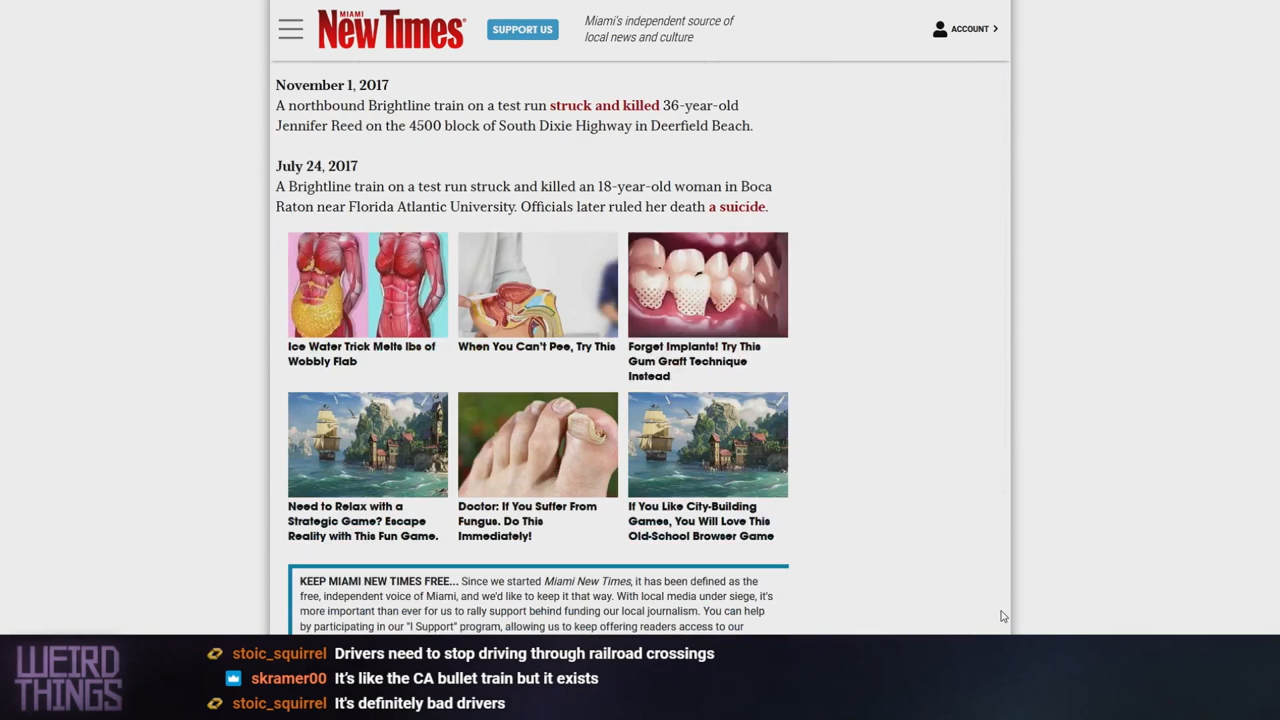 MIAMI
New Times
SUPPORT US
Miami's independent source of
local news and culture
ACCOUNT
November 1, 2017
A northbound Brightline train on a test run struck and killed 36-year-old
Jennifer Reed on the 4500 block of South Dixie Highway in Deerfield Beach.
July 24, 2017
A Brightline train on a test run struck and killed an 18-year-old woman in Boca
Raton near Florida Atlantic University. Officials later ruled her death a suicide.
Ice Water Trick Melts lbs of
Wobbly Flab
When You Can't Pee, Try This
Forget Implants! Try This
Gum Graft Technique
Instead
Need to Relax with a
Strategic Game? Escape
Reality with This Fun Game.
Doctor: If You Suffer From
Fungus. Do This
Immediately!
If You Like City-Building
Games, You Will Love This
Old-School Browser Game
KEEP MIAMI NEW TIMES FREE... Since we started Miami New Times, it has been defined as the
free, independent voice of Miami, and we'd like to keep it that way. With local media under siege, it's
more important than ever for us to rally support behind funding our local journalism. You can help
by participating in our "I Support" program, allowing us to keep offering readers access to our
WEIRD
THINGS
stoic_squirrel Drivers need to stop driving through railroad crossings
skramer00 It's like the CA bullet train but it exists
stoic_squirrel It's definitely bad drivers